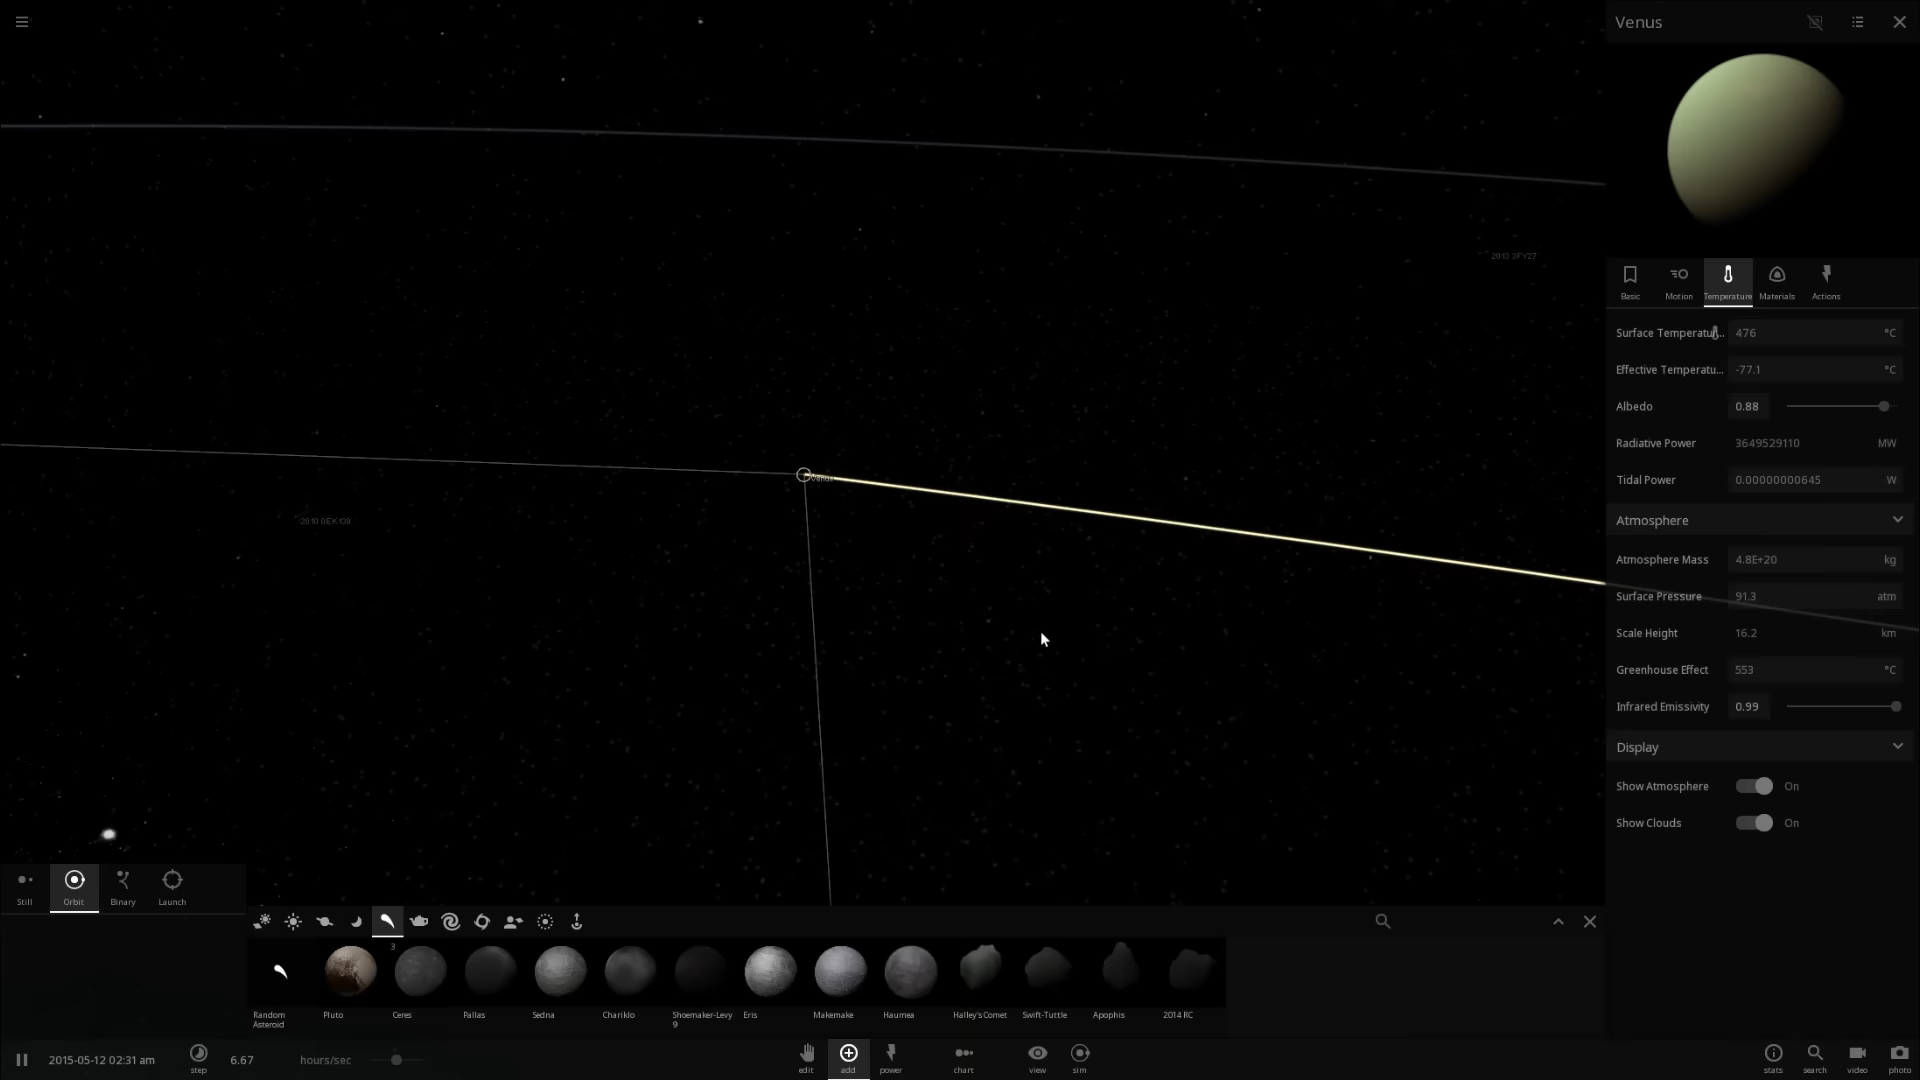 Venus
2013 3FY27
Basic
Motion
Temperature
Materials
Actions
Surface Temperatu...
476
°C
Effective Temperatu...
-77.1
°C
Albedo
0.88
Radiative Power
3649529110
MW
Venus
Tidal Power
0.00000000645
W
Atmosphere
Atmosphere Mass
4.8E+20
kg
Surface Pressure
91.3
atm
Scale Height
16.2
km
Greenhouse Effect
553
°C
Infrared Emissivity
0.99
Display
Show Atmosphere
On
Show Clouds
On
Still
Orbit
Binary
Launch
3
Random
Asteroid
Pluto
Ceres
Pallas
Sedna
Chariklo
Shoemaker-Levy
9
Eris
Makemake
Haumea
Halley's Comet
Swift-Tuttle
Apophis
2014 RC
2015-05-12 02:31 am
step
6.67
hours/sec
edit
add
power
chart
view
sim
stats
search
video
photo